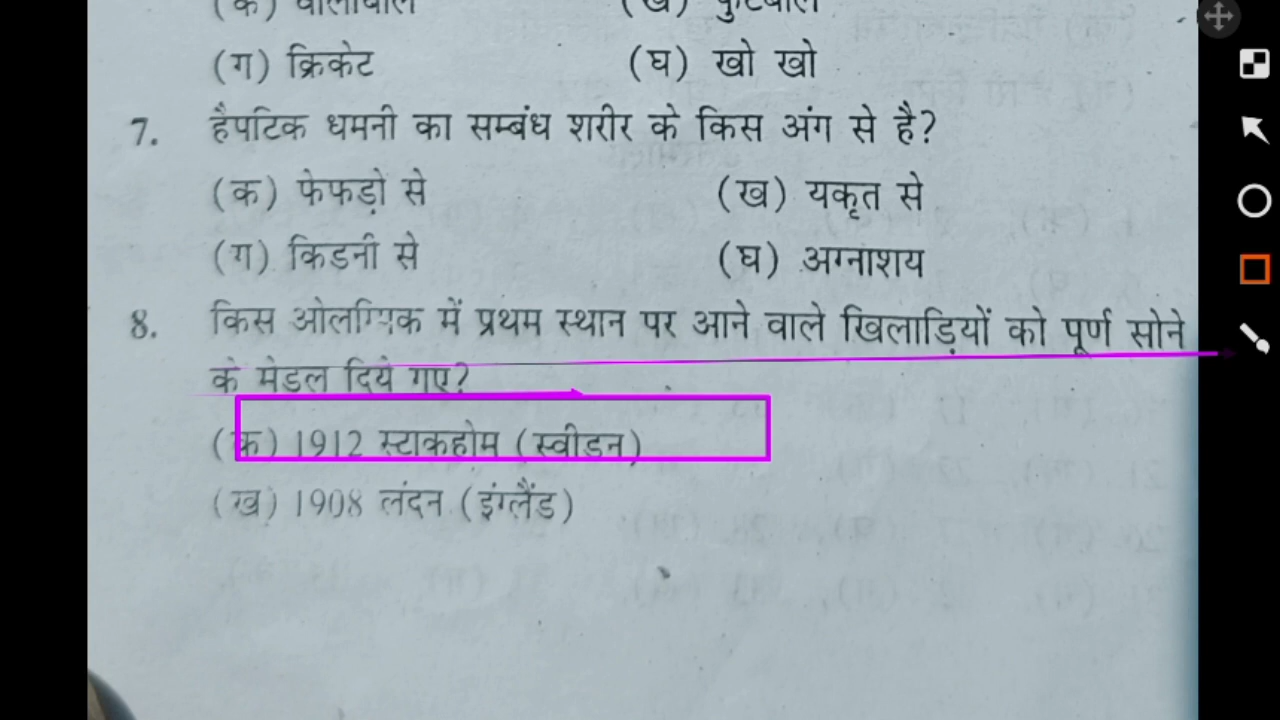 (ग) क्रिकेट (घ) खो खो
7. हैपटिक धमनी का सम्बंध शरीर के किस अंग से है?
(क) फेफड़ो से (ख) यकृत से
(ग) किडनी से (घ) अग्नाशय
8. किस ओलम्पिक में प्रथम स्थान पर आने वाले खिलाड़ियों को पूर्ण सोने
के मेडल दिये गए?
(क) 1912 स्टाकहोम (स्वीडन)
(ख) 1908 लंदन (इंग्लैंड)